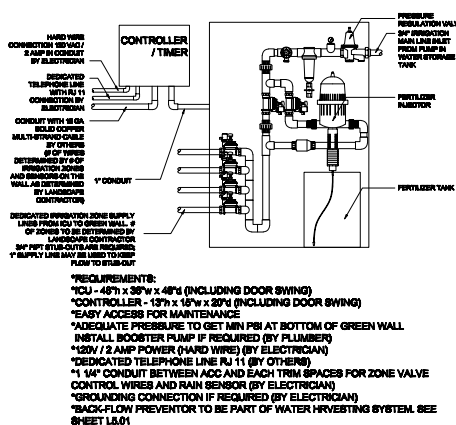 HARD WIRE
CONNECTION 120 VAC /
2 AMP IN CONDUIT
BY ELECTRICIAN
DEDICATED
TELEPHONE LINE
WITH RJ 11
CONNECTION BY
ELECTRICIAN
CONDUIT WITH 18 GA
SOLID COPPER
MULTI-STRAND CABLE
BY OTHERS
(# OF WIRES
DETERMINED BY # OF
IRRIGATION ZONES
AND SENSORS ON THE
WALL AS DETERMINED
BY LANDSCAPE
CONTRACTOR)
DEDICATED IRRIGATION ZONE SUPPLY
LINES FROM ICU TO GREEN WALL. #
OF ZONES TO BE DETERMINED BY
LANDSCAPE CONTRACTOR
3/4" FIPT STUB-OUTS ARE REQUIRED;
1" SUPPLY LINE MAY BE USED TO KEEP
FLOW TO STUB-OUT
CONTROLLER
/ TIMER
1" CONDUIT
PRESSURE
REGULATION VALV
3/4" IRRIGATION
MAIN LINE INLET
FROM PUMP IN
WATER STORAGE
TANK
FERTILIZER
INJECTOR
FERTILIZER TANK
*REQUIREMENTS:
*ICU - 48"h x 36"w x 48"d (INCLUDING DOOR SWING)
*CONTROLLER - 13"h x 15"w x 20"d (INCLUDING DOOR SWING)
*EASY ACCESS FOR MAINTENANCE
*ADEQUATE PRESSURE TO GET MIN PSI AT BOTTOM OF GREEN WALL
INSTALL BOOSTER PUMP IF REQUIRED (BY PLUMBER)
*120V / 2 AMP POWER (HARD WIRE) (BY ELECTRICIAN)
*DEDICATED TELEPHONE LINE RJ 11 (BY OTHERS)
*1 1/4" CONDUIT BETWEEN ACC AND EACH TRIM SPACES FOR ZONE VALVE
CONTROL WIRES AND RAIN SENSOR (BY ELECTRICIAN)
*GROUNDING CONNECTION IF REQUIRED (BY ELECTRICIAN)
*BACK-FLOW PREVENTOR TO BE PART OF WATER HRVESTING SYSTEM. SEE
SHEET L5.01